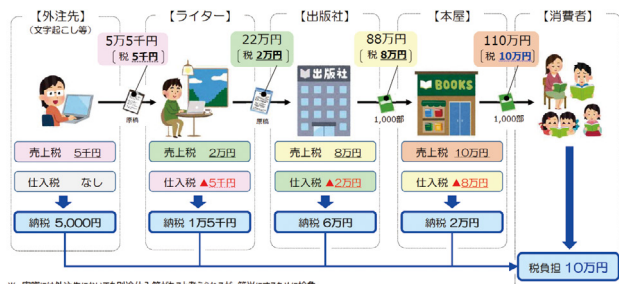 【外注先】
(文字起こし等)
【ライター】
【出版社】
【本屋】
【消費者】
5万5千円
[ 税 5千円 ]
22万円
[ 税 2万円 ]
88万円
[ 税 8万円 ]
110万円
[ 税 10万円 ]
出版社
BOOKS
原稿
原稿
1,000部
1,000部
売上税 5千円
売上税 2万円
売上税 8万円
売上税 10万円
仕入税 なし
仕入税 ▲5千円
仕入税 ▲2万円
仕入税 ▲8万円
納税 5,000円
納税 1万5千円
納税 6万円
納税 2万円
税負担 10万円